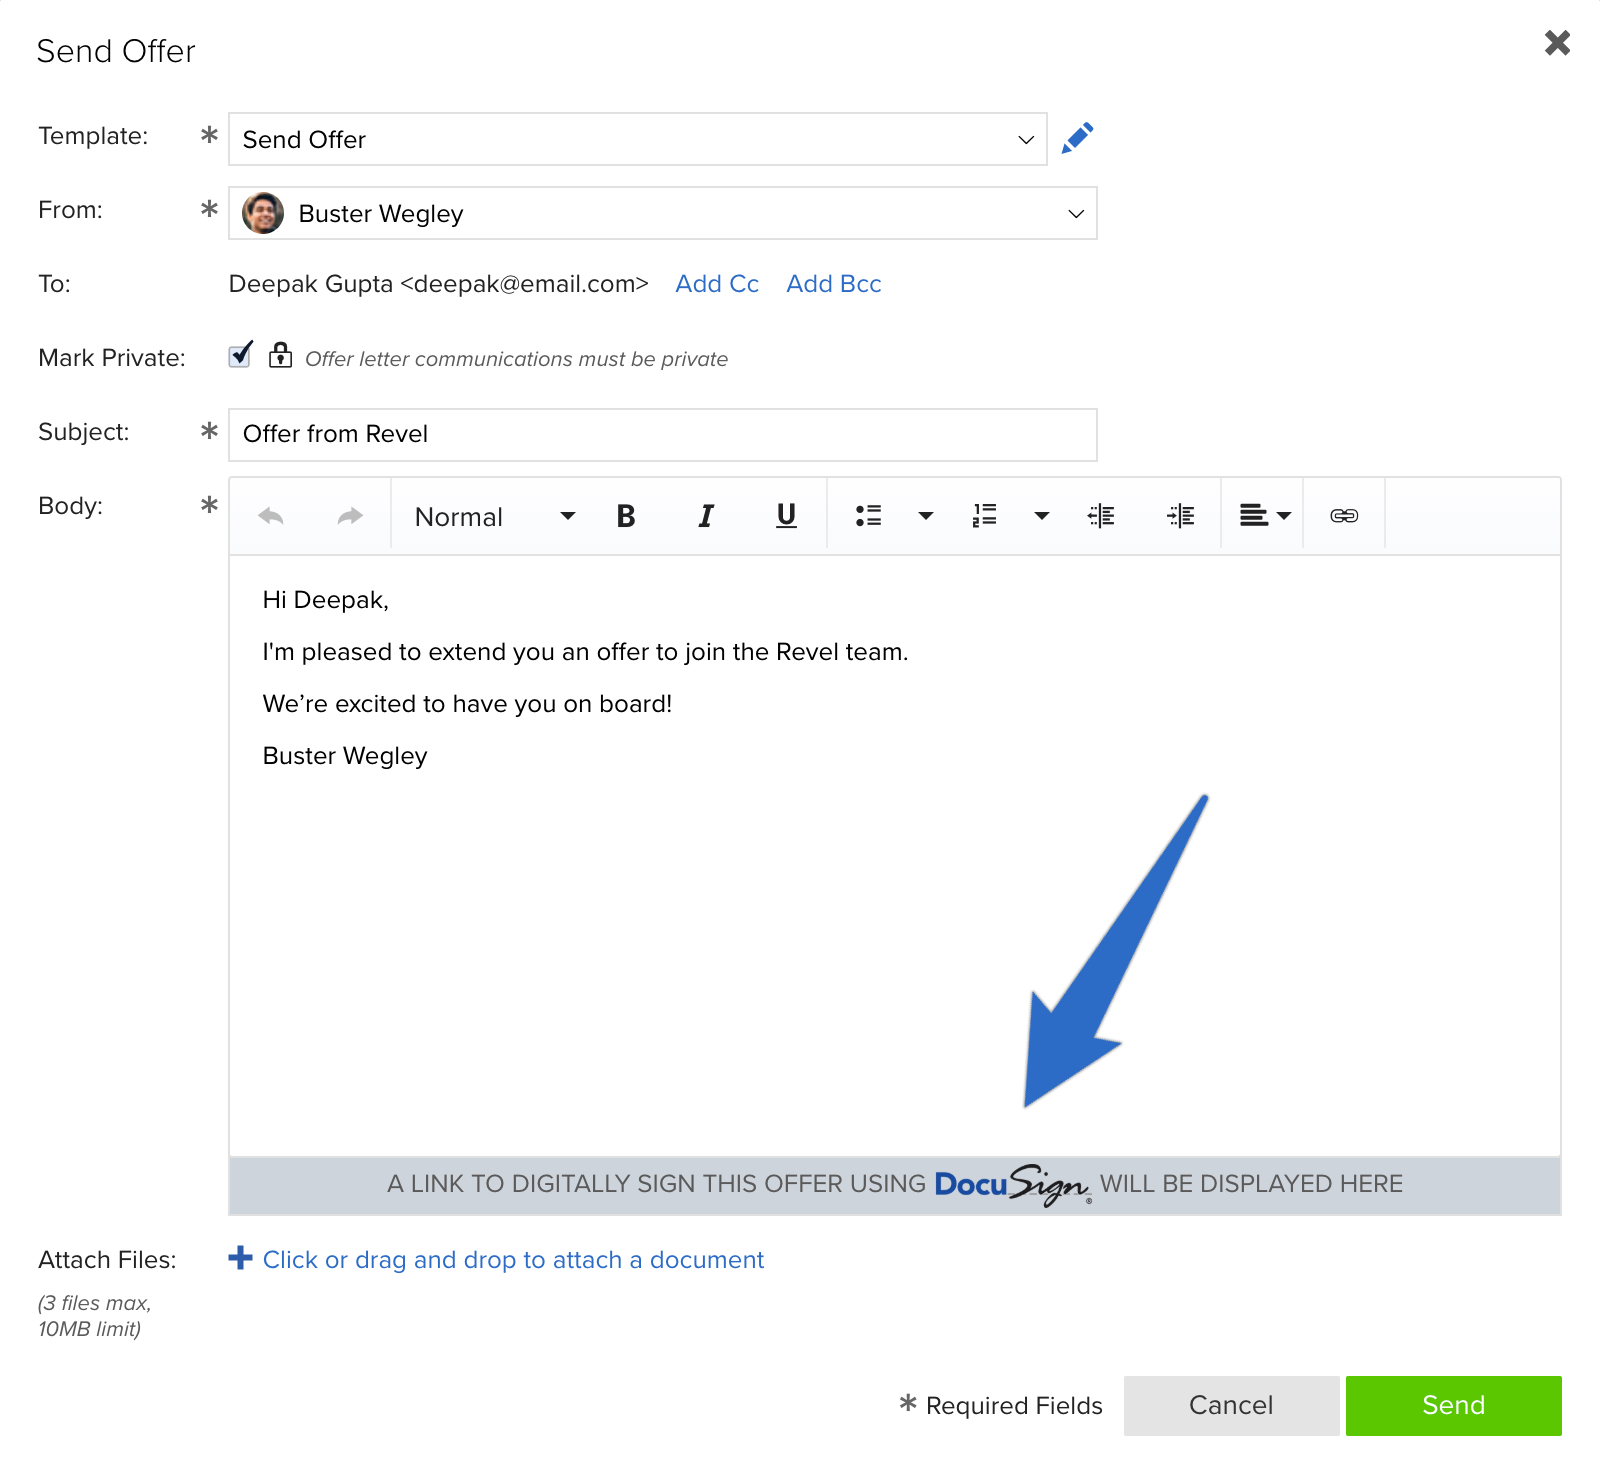 Send Offer
Template: * Send Offer
From: * Buster Wegley
To: Deepak Gupta <deepak@email.com> Add Cc Add Bcc
Mark Private: Offer letter communications must be private
Subject: * Offer from Revel
Body: * Normal B I U
Hi Deepak,
I'm pleased to extend you an offer to join the Revel team.
We’re excited to have you on board!
Buster Wegley
A LINK TO DIGITALLY SIGN THIS OFFER USING DocuSign® WILL BE DISPLAYED HERE
Attach Files: Click or drag and drop to attach a document
(3 files max,
10MB limit)
* Required Fields Cancel Send